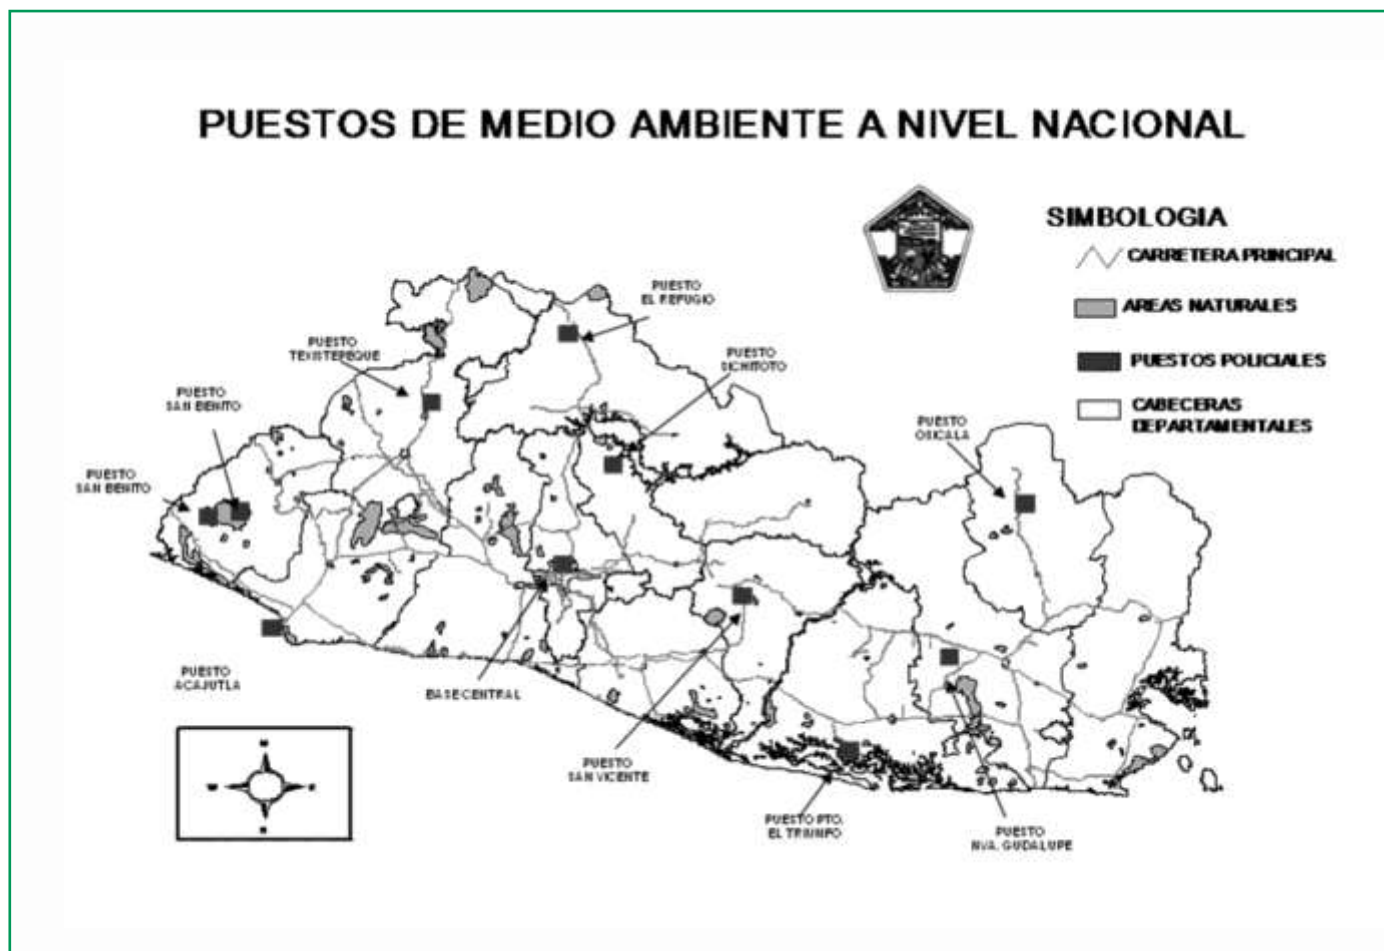 PUESTOS DE MEDIO AMBIENTE A NIVEL NACIONAL
SIMBOLOGIA
CARRETERA PRINCIPAL
AREAS NATURALES
PUESTOS POLICIALES
CABECERAS
DEPARTAMENTALES
PUESTO
EL REFUGIO
PUESTO
TEXISTEPEQUE
PUESTO
SICHITOTO
PUESTO
SAN BENITO
PUESTO
OSICALA
PUESTO
SAN BENITO
PUESTO
ACAJUTLA
BASE CENTRAL
PUESTO
SAN VICENTE
PUESTO PTO.
EL TRIUNFO
PUESTO
NVA. GUDALUPE
N
S